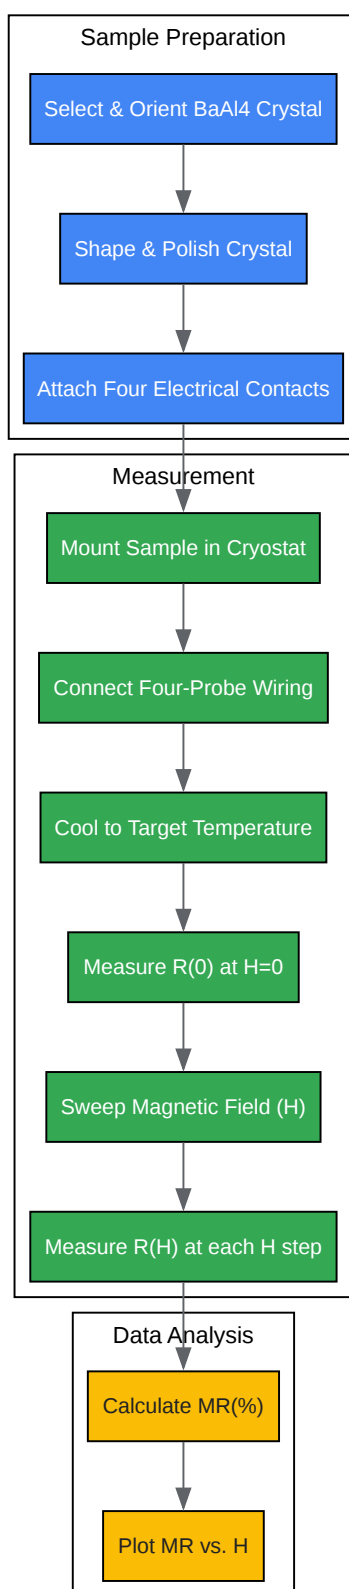 Sample Preparation
Select & Orient BaAl4 Crystal
Shape & Polish Crystal
Attach Four Electrical Contacts
Measurement
Mount Sample in Cryostat
Connect Four-Probe Wiring
Cool to Target Temperature
Measure R(0) at H=0
Sweep Magnetic Field (H)
Measure R(H) at each H step
Data Analysis
Calculate MR(%)
Plot MR vs. H